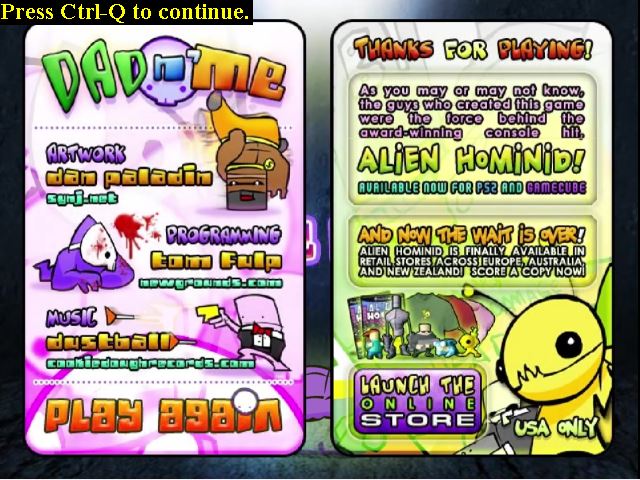 Press Ctrl-Q to continue.
DAD n' ME
ARTWORK
dan paladin
synj.net
PROGRAMMING
tom fulp
newgrounds.com
MUSIC
dustball
cookiedoughrecords.com
PLAY AGAIN
THANKS FOR PLAYING!
As you may or may not know,
the guys who created this game
were the force behind the
award-winning console hit,
ALIEN HOMINID!
AVAILABLE NOW FOR PS2 AND GAMECUBE
AND NOW THE WAIT IS OVER!
ALIEN HOMINID IS FINALLY AVAILABLE IN
RETAIL STORES ACROSS EUROPE, AUSTRALIA,
AND NEW ZEALAND! SCORE A COPY NOW!
LAUNCH THE
ONLINE
STORE
USA ONLY